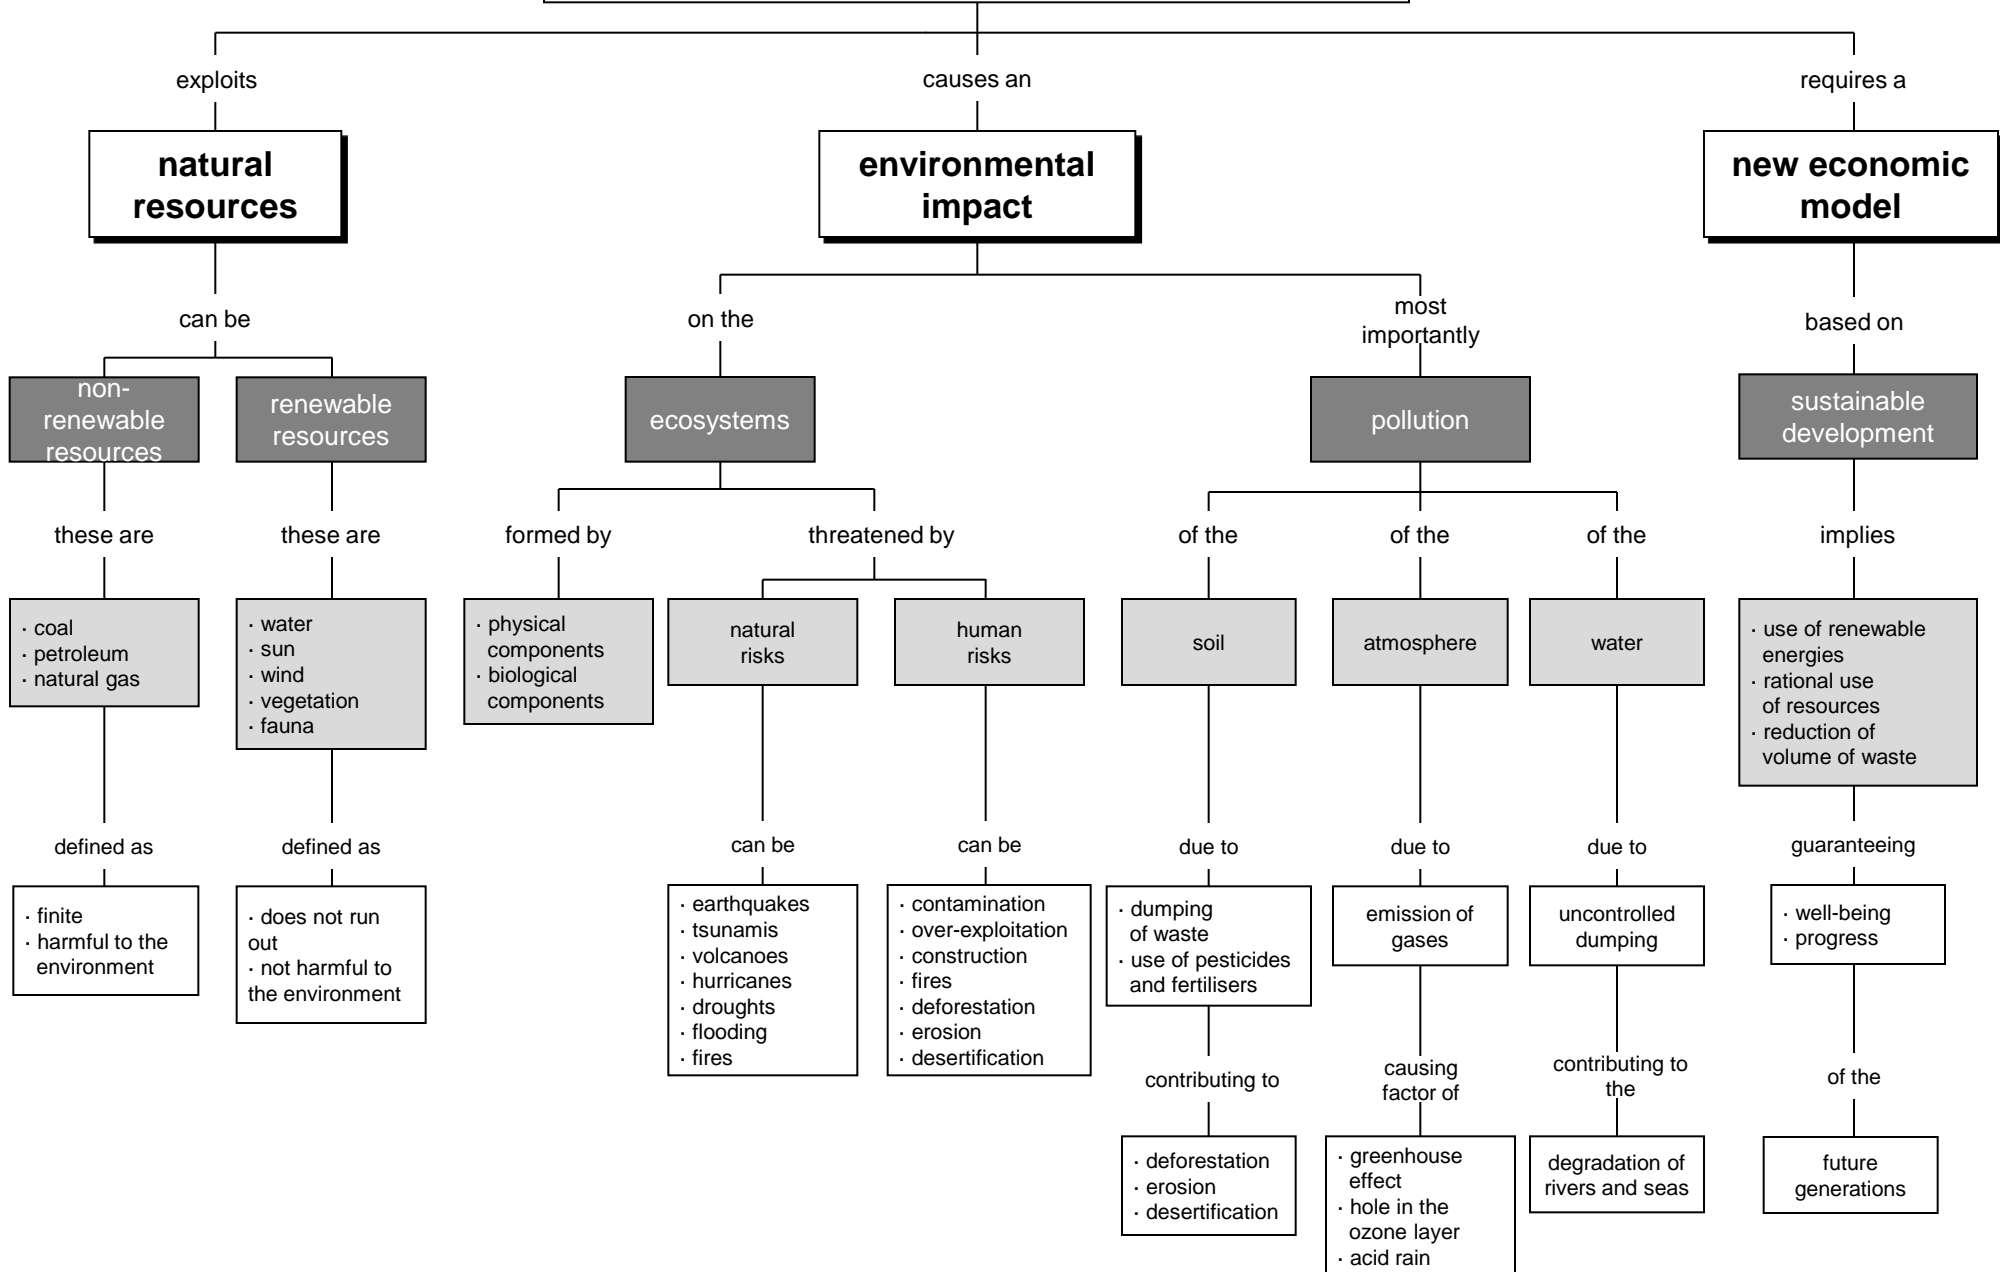 exploits
causes an
requires a
natural
resources
environmental
impact
new economic
model
can be
on the
most
importantly
based on
non-
renewable
resources
renewable
resources
ecosystems
pollution
sustainable
development
these are
these are
formed by
threatened by
of the
of the
of the
implies
· coal
· petroleum
· natural gas
· water
· sun
· wind
· vegetation
· fauna
· physical
components
· biological
components
natural
risks
human
risks
soil
atmosphere
water
· use of renewable
energies
· rational use
of resources
· reduction of
volume of waste
defined as
defined as
can be
can be
due to
due to
due to
guaranteeing
· finite
· harmful to the
environment
· does not run
out
· not harmful to
the environment
· earthquakes
· tsunamis
· volcanoes
· hurricanes
· droughts
· flooding
· fires
· contamination
· over-exploitation
· construction
· fires
· deforestation
· erosion
· desertification
· dumping
of waste
· use of pesticides
and fertilisers
emission of
gases
uncontrolled
dumping
· well-being
· progress
contributing to
causing
factor of
contributing to
the
of the
· deforestation
· erosion
· desertification
· greenhouse
effect
· hole in the
ozone layer
· acid rain
degradation of
rivers and seas
future
generations